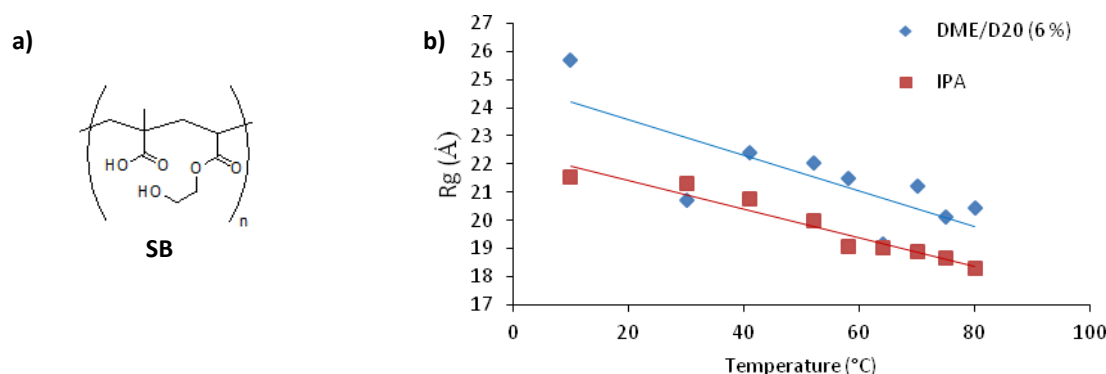 a)
HO
O
O
O
HO
n
SB
b)
27
26
25
24
23
22
21
20
19
18
17
Rg (Å)
0
20
40
60
80
100
Temperature (°C)
DME/D20 (6 %)
IPA